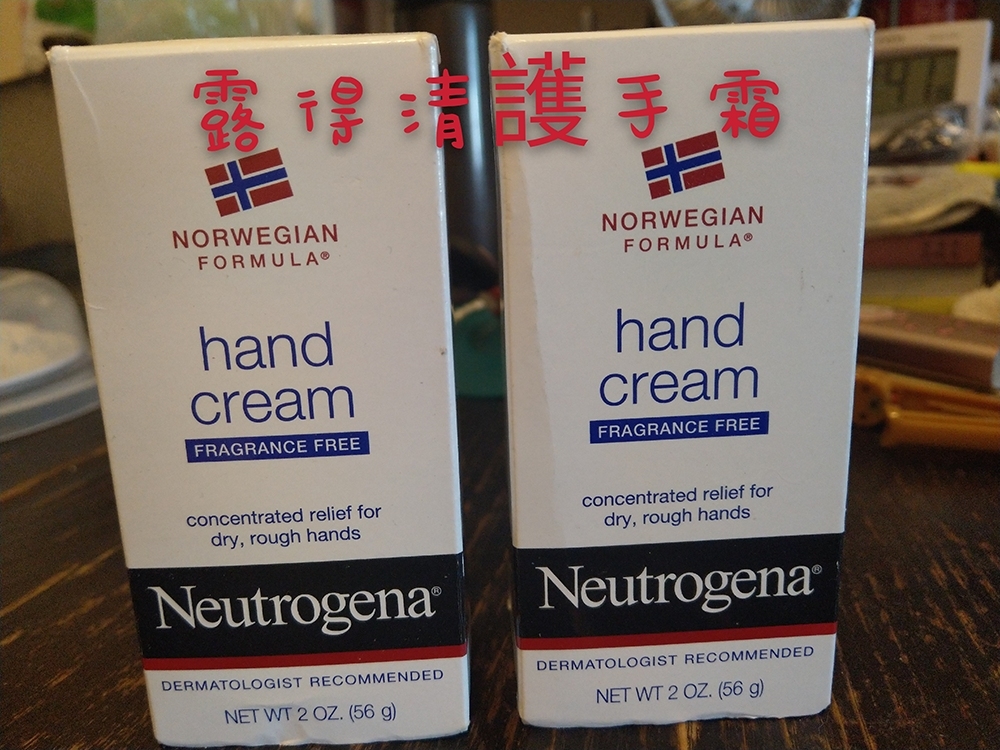 露得清護手霜
NORWEGIAN
FORMULA®
hand
cream
FRAGRANCE FREE
concentrated relief for
dry, rough hands
Neutrogena®
DERMATOLOGIST RECOMMENDED
NET WT 2 OZ. (56 g)
NORWEGIAN
FORMULA®
hand
cream
FRAGRANCE FREE
concentrated relief for
dry, rough hands
Neutrogena®
DERMATOLOGIST RECOMMENDED
NET WT 2 OZ. (56 g)